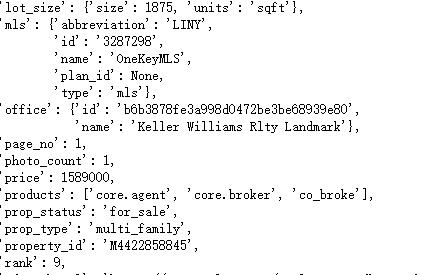 'lot_size': {'size': 1875, 'units': 'sqft'},
'mls': {'abbreviation': 'LINY',
'id': '3287298',
'name': 'OneKeyMLS',
'plan_id': None,
'type': 'mls'},
'office': {'id': 'b6b3878fe3a998d0472be3be68939e80',
'name': 'Keller Williams Rlty Landmark'},
'page_no': 1,
'photo_count': 1,
'price': 1589000,
'products': ['core.agent', 'core.broker', 'co_broke'],
'prop_status': 'for_sale',
'prop_type': 'multi_family',
'property_id': 'M4422858845',
'rank': 9,